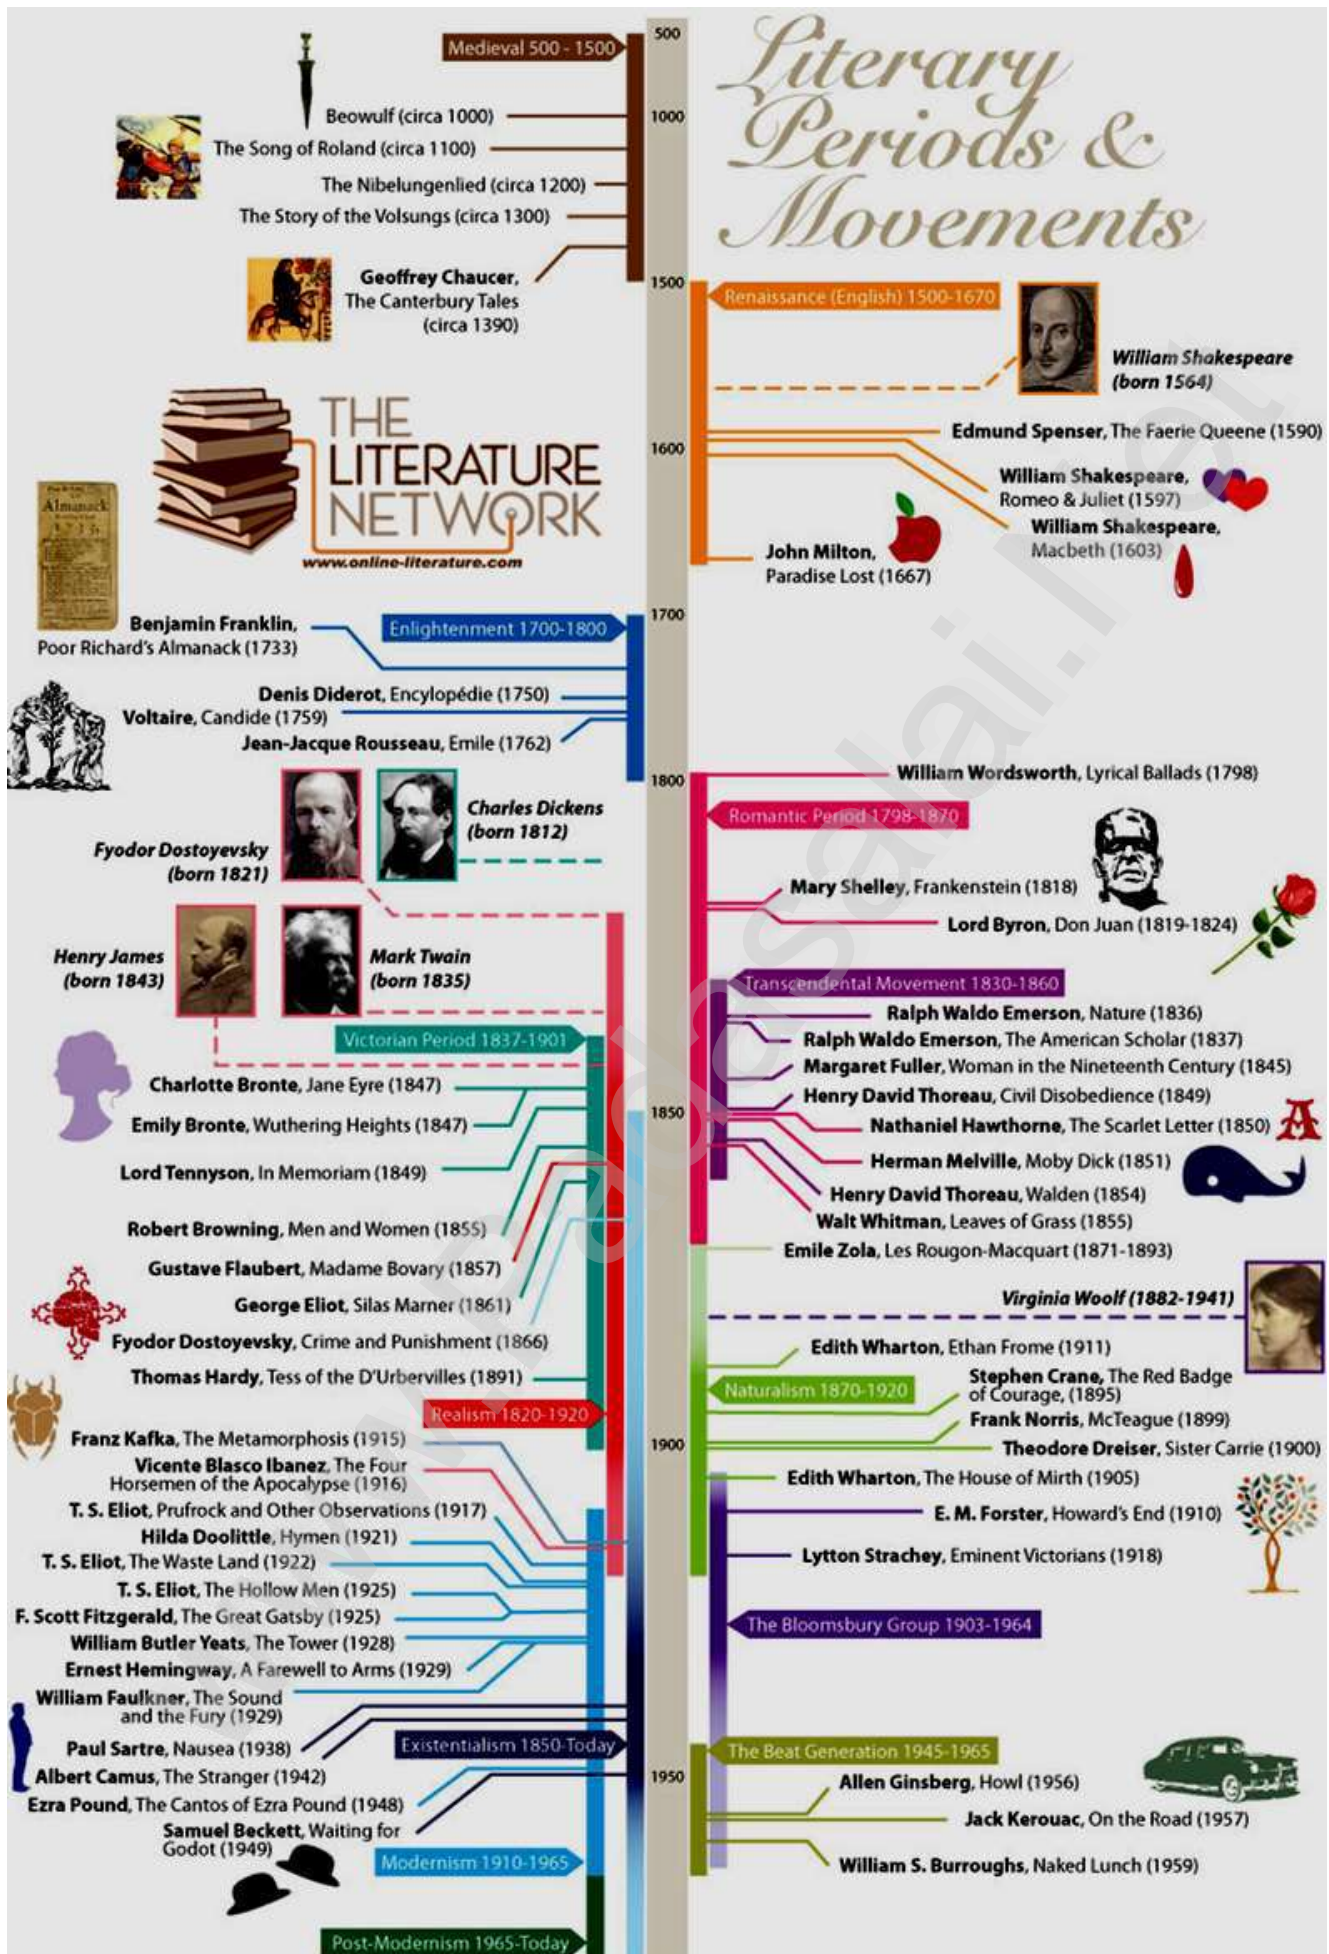 Literary
Periods &
Movements
500
Medieval 500 - 1500
Beowulf (circa 1000)
1000
The Song of Roland (circa 1100)
The Nibelungenlied (circa 1200)
The Story of the Volsungs (circa 1300)
Geoffrey Chaucer,
The Canterbury Tales
(circa 1390)
1500
Renaissance (English) 1500-1670
William Shakespeare
(born 1564)
Edmund Spenser, The Faerie Queene (1590)
1600
William Shakespeare,
Romeo & Juliet (1597)
William Shakespeare,
Macbeth (1603)
John Milton,
Paradise Lost (1667)
THE
LITERATURE
NETWORK
www.online-literature.com
Almanack
1700
Benjamin Franklin,
Poor Richard's Almanack (1733)
Enlightenment 1700-1800
Denis Diderot, Encylopédie (1750)
Voltaire, Candide (1759)
Jean-Jacque Rousseau, Emile (1762)
1800
William Wordsworth, Lyrical Ballads (1798)
Romantic Period 1798-1870
Charles Dickens
(born 1812)
Fyodor Dostoyevsky
(born 1821)
Mary Shelley, Frankenstein (1818)
Lord Byron, Don Juan (1819-1824)
Henry James
(born 1843)
Mark Twain
(born 1835)
Transcendental Movement 1830-1860
Ralph Waldo Emerson, Nature (1836)
Ralph Waldo Emerson, The American Scholar (1837)
Margaret Fuller, Woman in the Nineteenth Century (1845)
Henry David Thoreau, Civil Disobedience (1849)
Nathaniel Hawthorne, The Scarlet Letter (1850)
A
Herman Melville, Moby Dick (1851)
Henry David Thoreau, Walden (1854)
Walt Whitman, Leaves of Grass (1855)
Victorian Period 1837-1901
Charlotte Bronte, Jane Eyre (1847)
Emily Bronte, Wuthering Heights (1847)
1850
Lord Tennyson, In Memoriam (1849)
Robert Browning, Men and Women (1855)
Gustave Flaubert, Madame Bovary (1857)
George Eliot, Silas Marner (1861)
Fyodor Dostoyevsky, Crime and Punishment (1866)
Thomas Hardy, Tess of the D'Urbervilles (1891)
Realism 1820-1920
Emile Zola, Les Rougon-Macquart (1871-1893)
Virginia Woolf (1882-1941)
Edith Wharton, Ethan Frome (1911)
Naturalism 1870-1920
Stephen Crane, The Red Badge
of Courage, (1895)
Frank Norris, McTeague (1899)
Theodore Dreiser, Sister Carrie (1900)
1900
Edith Wharton, The House of Mirth (1905)
E. M. Forster, Howard's End (1910)
Lytton Strachey, Eminent Victorians (1918)
The Bloomsbury Group 1903-1964
Franz Kafka, The Metamorphosis (1915)
Vicente Blasco Ibanez, The Four
Horsemen of the Apocalypse (1916)
T. S. Eliot, Prufrock and Other Observations (1917)
Hilda Doolittle, Hymen (1921)
T. S. Eliot, The Waste Land (1922)
T. S. Eliot, The Hollow Men (1925)
F. Scott Fitzgerald, The Great Gatsby (1925)
William Butler Yeats, The Tower (1928)
Ernest Hemingway, A Farewell to Arms (1929)
William Faulkner, The Sound
and the Fury (1929)
Paul Sartre, Nausea (1938)
Existentialism 1850-Today
Albert Camus, The Stranger (1942)
Ezra Pound, The Cantos of Ezra Pound (1948)
Samuel Beckett, Waiting for
Godot (1949)
Modernism 1910-1965
Post-Modernism 1965-Today
The Beat Generation 1945-1965
1950
Allen Ginsberg, Howl (1956)
Jack Kerouac, On the Road (1957)
William S. Burroughs, Naked Lunch (1959)
www.Padasalai.Net